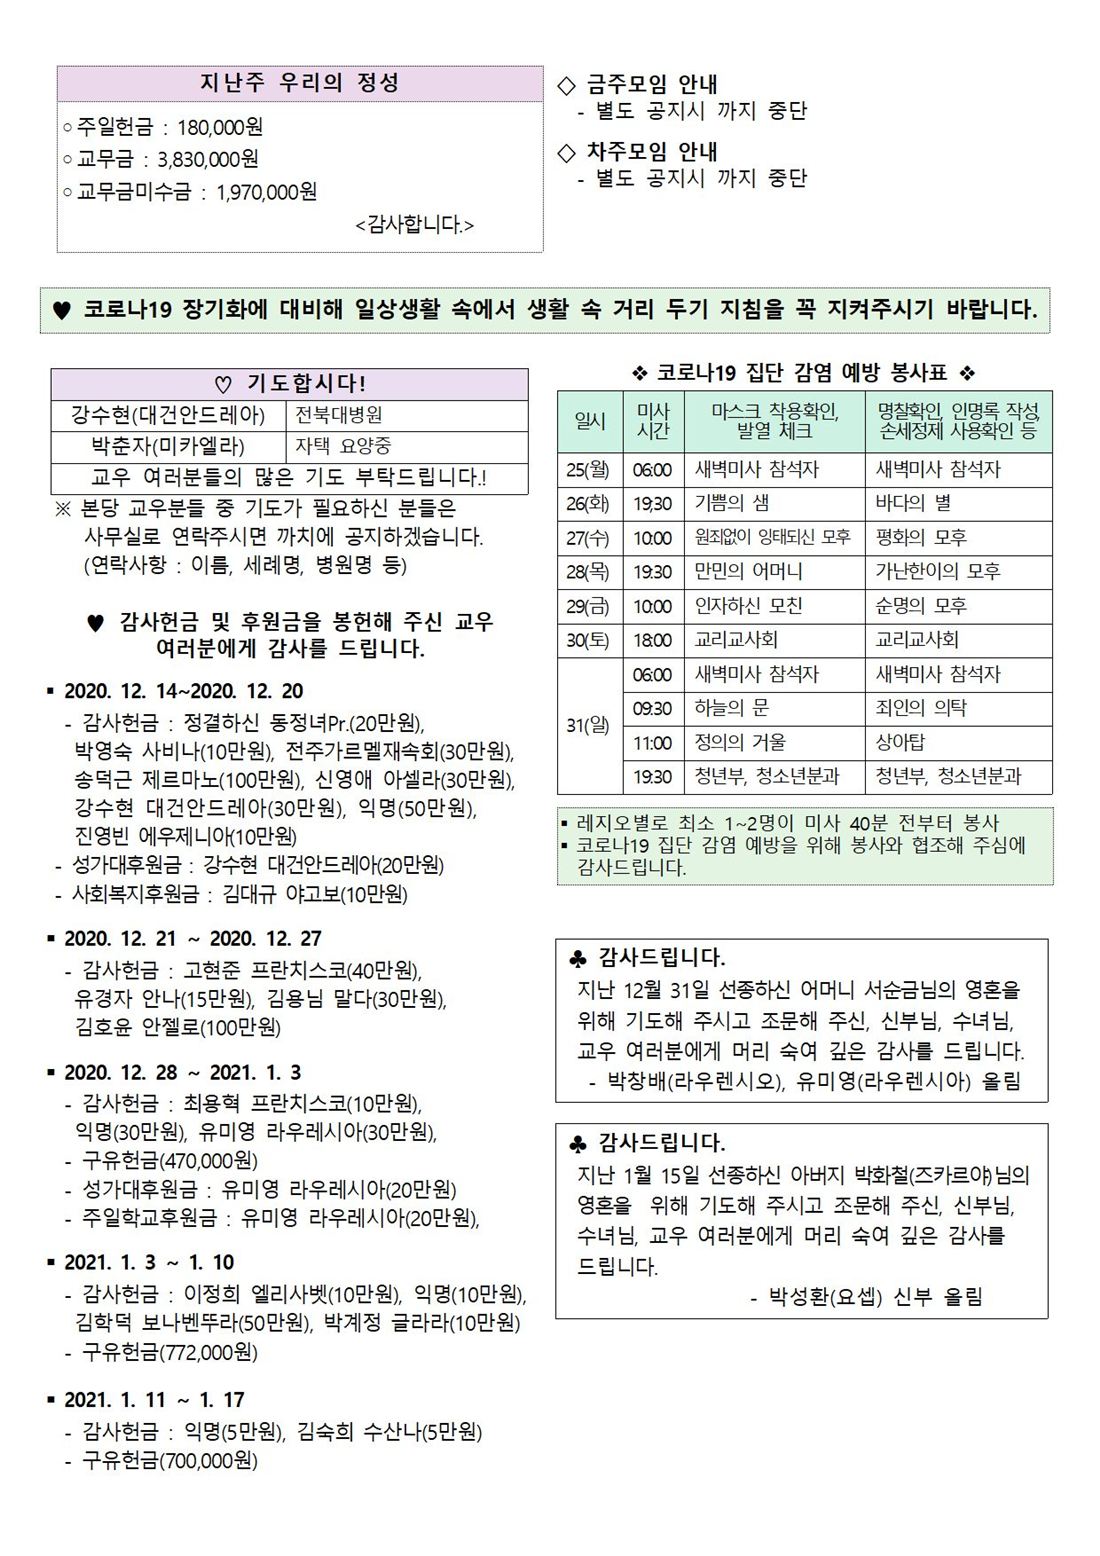 지난주 우리의 정성
○ 주일헌금 : 180,000원
○ 교무금 : 3,830,000원
○ 교무금미수금 : 1,970,000원
<감사합니다.>
◇ 금주모임 안내
- 별도 공지시 까지 중단
◇ 차주모임 안내
- 별도 공지시 까지 중단
♥ 코로나19 장기화에 대비해 일상생활 속에서 생활 속 거리 두기 지침을 꼭 지켜주시기 바랍니다.
♡ 기도합시다!
강수현(대건안드레아) 전북대병원
박춘자(미카엘라) 자택 요양중
교우 여러분들의 많은 기도 부탁드립니다.!
※ 본당 교우분들 중 기도가 필요하신 분들은
사무실로 연락주시면 까치에 공지하겠습니다.
(연락사항 : 이름, 세례명, 병원명 등)
♥ 감사헌금 및 후원금을 봉헌해 주신 교우
여러분에게 감사를 드립니다.
▪ 2020. 12. 14~2020. 12. 20
- 감사헌금 : 정결하신 동정녀Pr.(20만원),
박영숙 사비나(10만원), 전주가르멜재속회(30만원),
송덕근 제르마노(100만원), 신영애 아셀라(30만원),
강수현 대건안드레아(30만원), 익명(50만원),
진영빈 에우제니아(10만원)
- 성가대후원금 : 강수현 대건안드레아(20만원)
- 사회복지후원금 : 김대규 야고보(10만원)
▪ 2020. 12. 21 ~ 2020. 12. 27
- 감사헌금 : 고현준 프란치스코(40만원),
유경자 안나(15만원), 김용님 말다(30만원),
김호윤 안젤로(100만원)
▪ 2020. 12. 28 ~ 2021. 1. 3
- 감사헌금 : 최용혁 프란치스코(10만원),
익명(30만원), 유미영 라우레시아(30만원),
- 구유헌금(470,000원)
- 성가대후원금 : 유미영 라우레시아(20만원)
- 주일학교후원금 : 유미영 라우레시아(20만원),
▪ 2021. 1. 3 ~ 1. 10
- 감사헌금 : 이정희 엘리사벳(10만원), 익명(10만원),
김학덕 보나벤뚜라(50만원), 박계정 글라라(10만원)
- 구유헌금(772,000원)
▪ 2021. 1. 11 ~ 1. 17
- 감사헌금 : 익명(5만원), 김숙희 수산나(5만원)
- 구유헌금(700,000원)
❖ 코로나19 집단 감염 예방 봉사표 ❖
일시 미사 시간 마스크 착용확인, 발열 체크 명찰확인, 인명록 작성, 손세정제 사용확인 등
25(월) 06:00 새벽미사 참석자 새벽미사 참석자
26(화) 19;30 기쁨의 샘 바다의 별
27(수) 10:00 원죄없이 잉태되신 모후 평화의 모후
28(목) 19:30 만민의 어머니 가난한이의 모후
29(금) 10:00 인자하신 모친 순명의 모후
30(토) 18:00 교리교사회 교리교사회
31(일) 06:00 새벽미사 참석자 새벽미사 참석자
09:30 하늘의 문 죄인의 의탁
11:00 정의의 거울 상아탑
19:30 청년부, 청소년분과 청년부, 청소년분과
▪ 레지오별로 최소 1~2명이 미사 40분 전부터 봉사
▪ 코로나19 집단 감염 예방을 위해 봉사와 협조해 주심에
감사드립니다.
♣ 감사드립니다.
지난 12월 31일 선종하신 어머니 서순금님의 영혼을
위해 기도해 주시고 조문해 주신, 신부님, 수녀님,
교우 여러분에게 머리 숙여 깊은 감사를 드립니다.
- 박창배(라우렌시오), 유미영(라우렌시아) 올림
♣ 감사드립니다.
지난 1월 15일 선종하신 아버지 박화철(즈카르야)님의
영혼을 위해 기도해 주시고 조문해 주신, 신부님,
수녀님, 교우 여러분에게 머리 숙여 깊은 감사를
드립니다.
- 박성환(요셉) 신부 올림